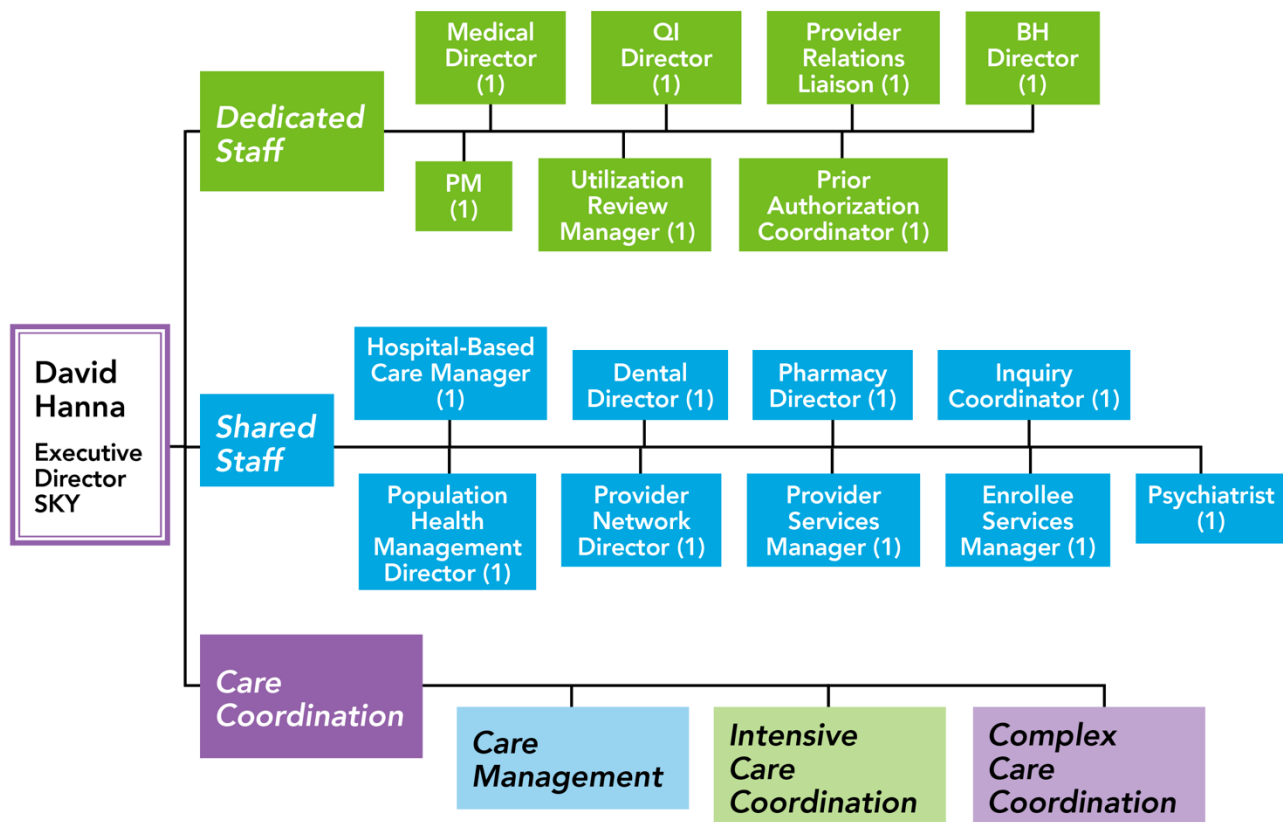 Medical
Director
(1)
QI
Director
(1)
Provider
Relations
Liaison (1)
BH
Director
(1)
Dedicated
Staff
PM
(1)
Utilization
Review
Manager (1)
Prior
Authorization
Coordinator (1)
David
Hanna
Executive
Director
SKY
Hospital-Based
Care Manager
(1)
Dental
Director (1)
Pharmacy
Director (1)
Inquiry
Coordinator (1)
Shared
Staff
Population
Health
Management
Director (1)
Provider
Network
Director (1)
Provider
Services
Manager (1)
Enrollee
Services
Manager (1)
Psychiatrist
(1)
Care
Coordination
Care
Management
Intensive
Care
Coordination
Complex
Care
Coordination